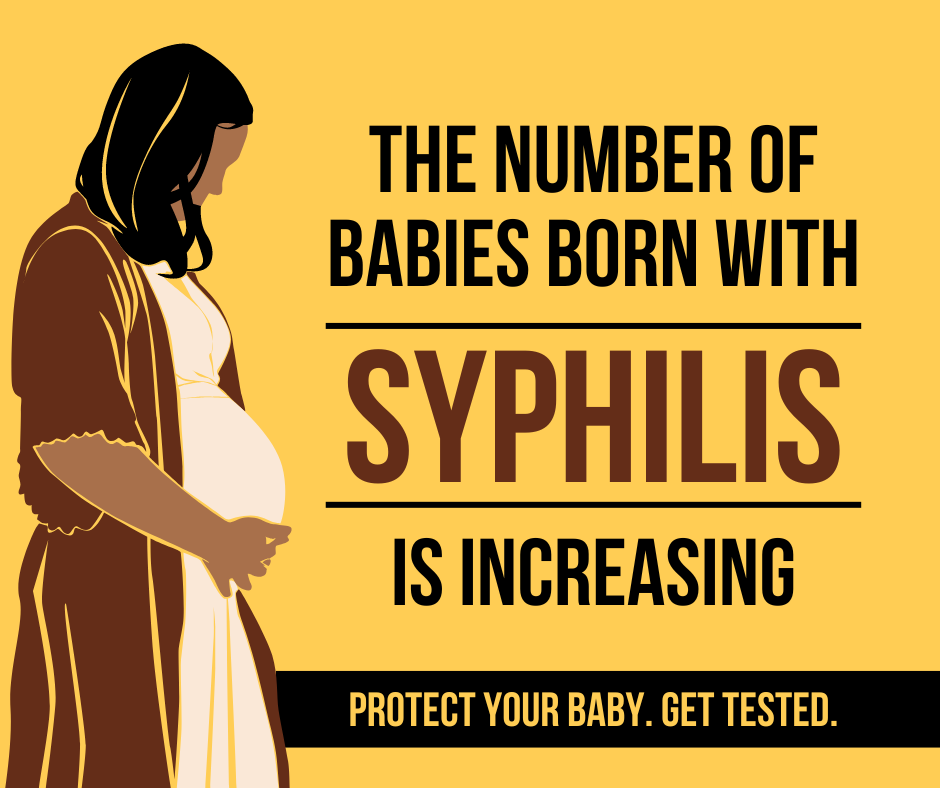 THE NUMBER OF
BABIES BORN WITH
SYPHILIS
IS INCREASING
PROTECT YOUR BABY. GET TESTED.